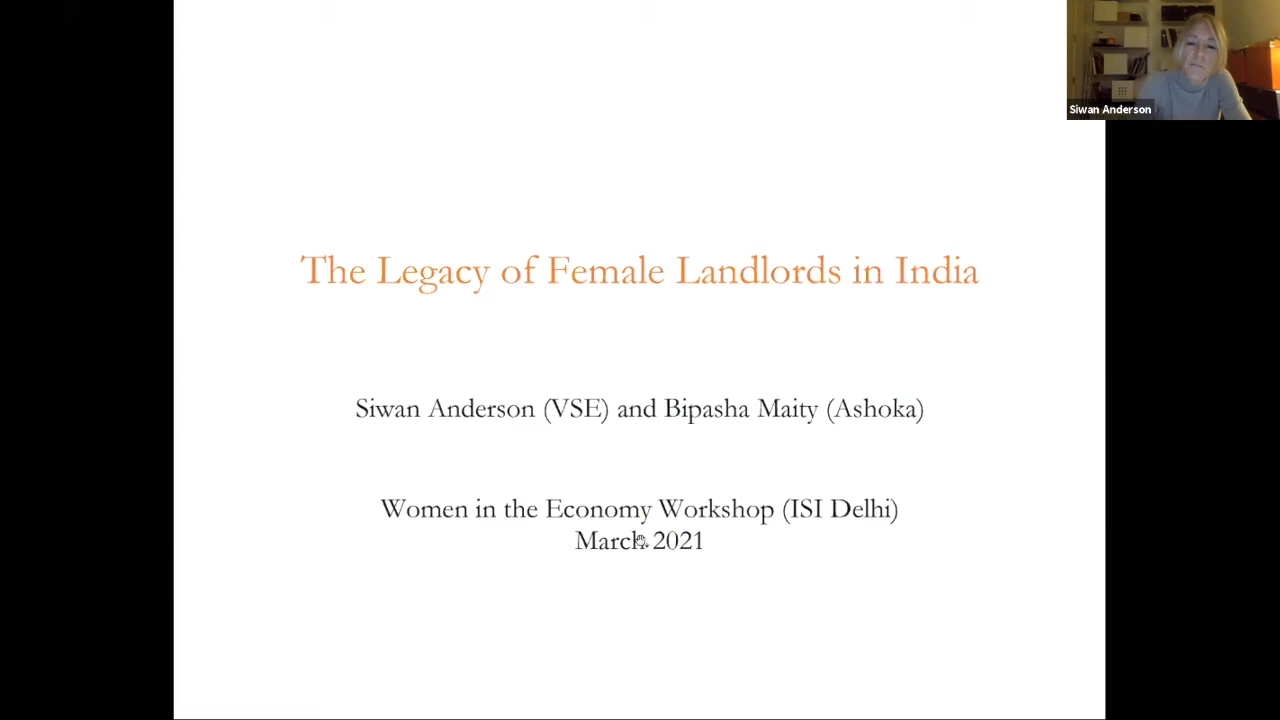 Siwan Anderson
The Legacy of Female Landlords in India
Siwan Anderson (VSE) and Bipasha Maity (Ashoka)
Women in the Economy Workshop (ISI Delhi)
March 2021